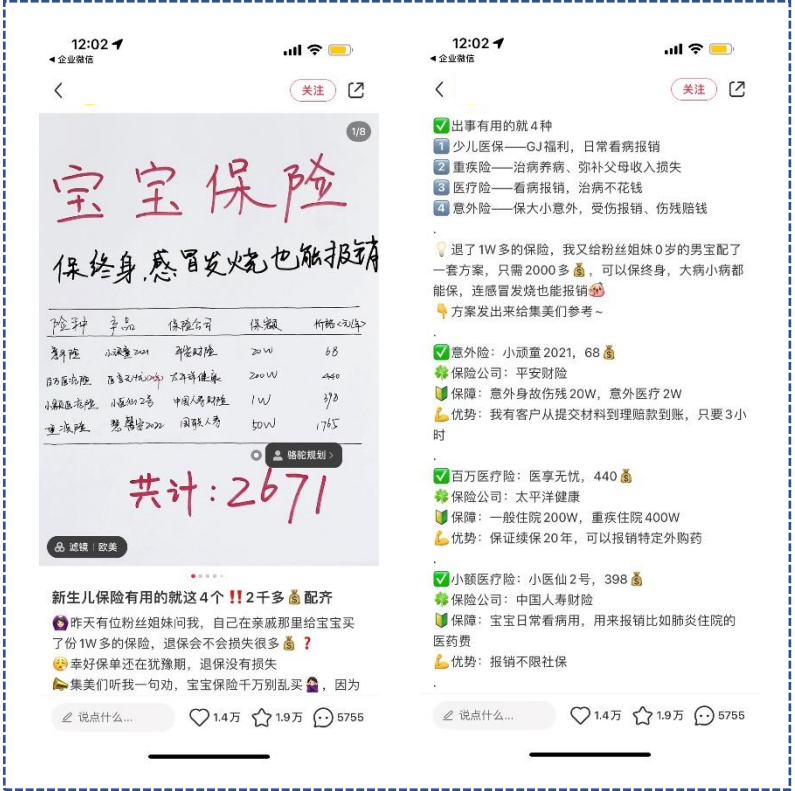 12:02
企业微信
关注
1/8
宝宝保险
保终身,感冒发烧也能报销
险种 产品 保险公司 保额 价格(元/年)
意外险 小顽童2021 平安财险 20W 68
百万医疗险 医享无忧(20年) 太平洋健康 200W 440
小额医疗险 小医仙2号 中国人寿财险 1W 398
重疾险 慧馨安2022 国联人寿 50W 1765
骆驼规划
共计:2671
滤镜 | 欧美
新生儿保险有用的就这4个‼️2千多💰配齐
🙆‍♀️昨天有位粉丝姐妹问我,自己在亲戚那里给宝宝买
了份1W多的保险,退保会不会损失很多💰❓
😌幸好保单还在犹豫期,退保没有损失
📣集美们听我一句劝,宝宝保险千万别乱买🙅‍♀️,因为
说点什么...
1.4万
1.9万
5755
12:02
企业微信
关注
✅出事有用的就4种
1️⃣少儿医保——GJ福利,日常看病报销
2️⃣重疾险——治病养病、弥补父母收入损失
3️⃣医疗险——看病报销,治病不花钱
4️⃣意外险——保大小意外,受伤报销、伤残赔钱
.
💡退了1W多的保险,我又给粉丝姐妹0岁的男宝配了
一套方案,只需2000多💰,可以保终身,大病小病都
能保,连感冒发烧也能报销
👇方案发出来给集美们参考~
.
✅意外险:小顽童2021,68💰
🍀保险公司:平安财险
🔰保障:意外身故伤残20W,意外医疗2W
💪优势:我有客户从提交材料到理赔款到账,只要3小
时
.
✅百万医疗险:医享无忧,440💰
🍀保险公司:太平洋健康
🔰保障:一般住院200W,重疾住院400W
💪优势:保证续保20年,可以报销特定外购药
.
✅小额医疗险:小医仙2号,398💰
🍀保险公司:中国人寿财险
🔰保障:宝宝日常看病用,用来报销比如肺炎住院的
医药费
💪优势:报销不限社保
.
说点什么...
1.4万
1.9万
5755